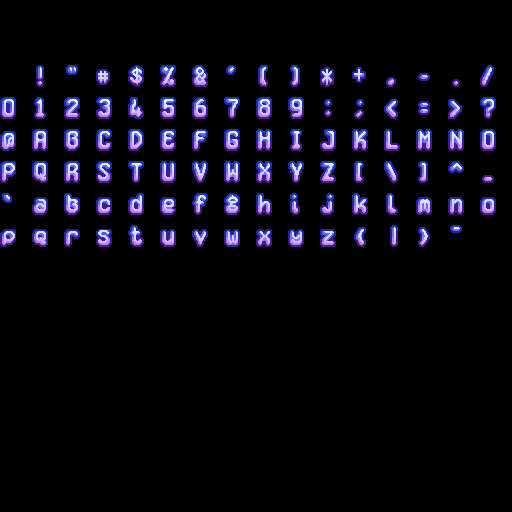 ! " # $ % & ' ( ) * + , - . /
0 1 2 3 4 5 6 7 8 9 : ; < = > ?
@ A B C D E F G H I J K L M N O
P Q R S T U V W X Y Z [ \ ] ^ _
` a b c d e f g h i j k l m n o
p q r s t u v w x y z { | } ~